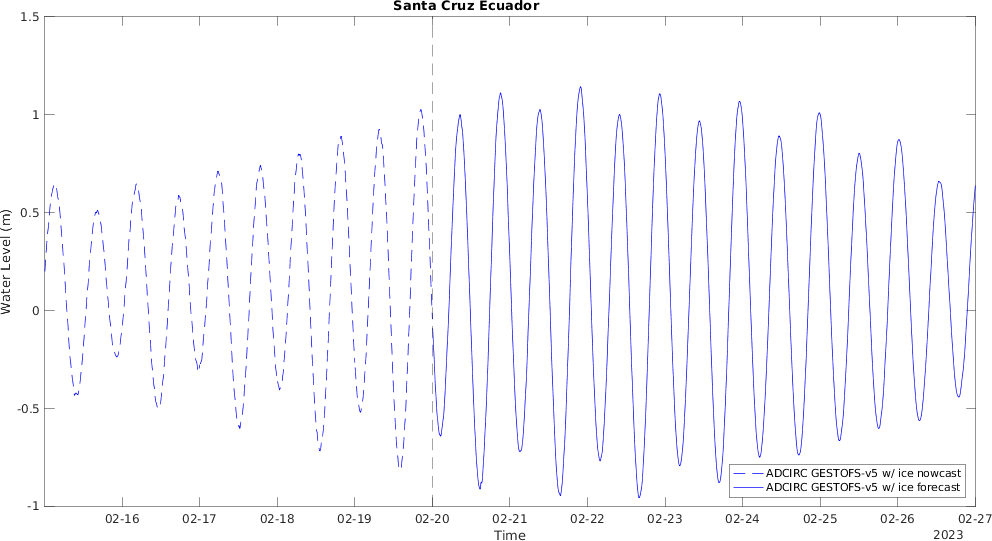 Santa Cruz Ecuador
1.5
1
0.5
0
-0.5
-1
Water Level (m)
ADCIRC GESTOFS-v5 w/ ice nowcast
ADCIRC GESTOFS-v5 w/ ice forecast
02-16 02-17 02-18 02-19 02-20 02-21 02-22 02-23 02-24 02-25 02-26 02-27
Time
2023